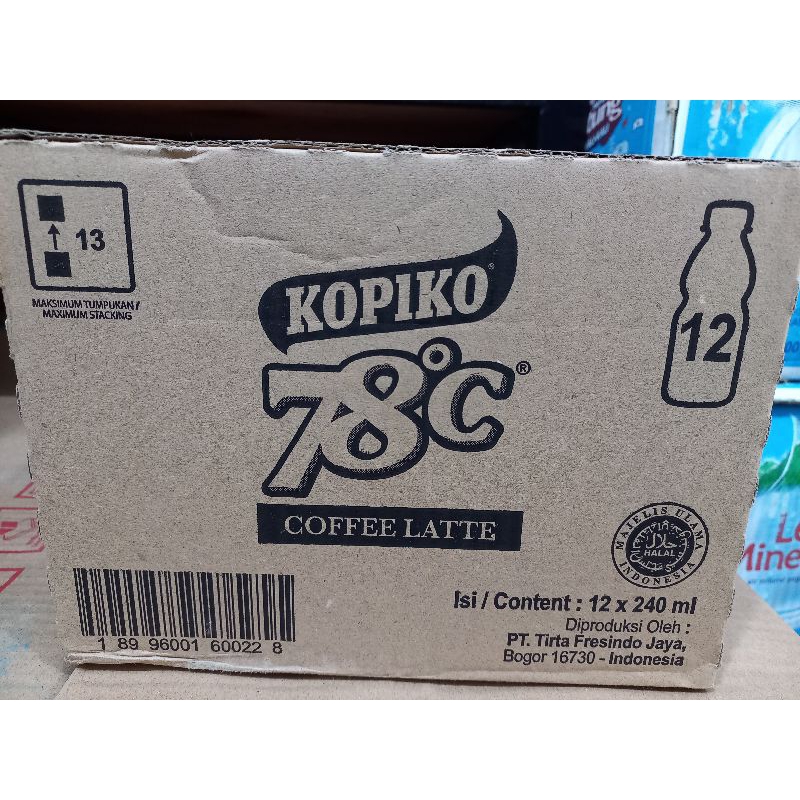 13
MAKSIMUM TUMPUKAN /
MAXIMUM STACKING
KOPIKO®
78°C®
COFFEE LATTE
12
MAJELIS ULAMA INDONESIA
حلال
HALAL
Isi / Content : 12 x 240 ml
Diproduksi Oleh :
PT. Tirta Fresindo Jaya,
Bogor 16730 - Indonesia
1 89 96001 60022 8